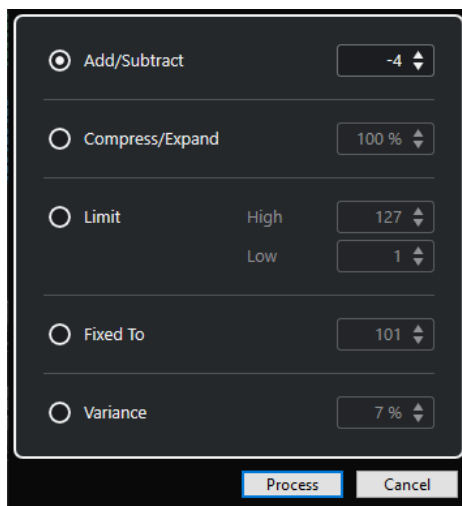 Add/Subtract -4
Compress/Expand 100 %
Limit High 127
Low 1
Fixed To 101
Variance 7 %
Process Cancel